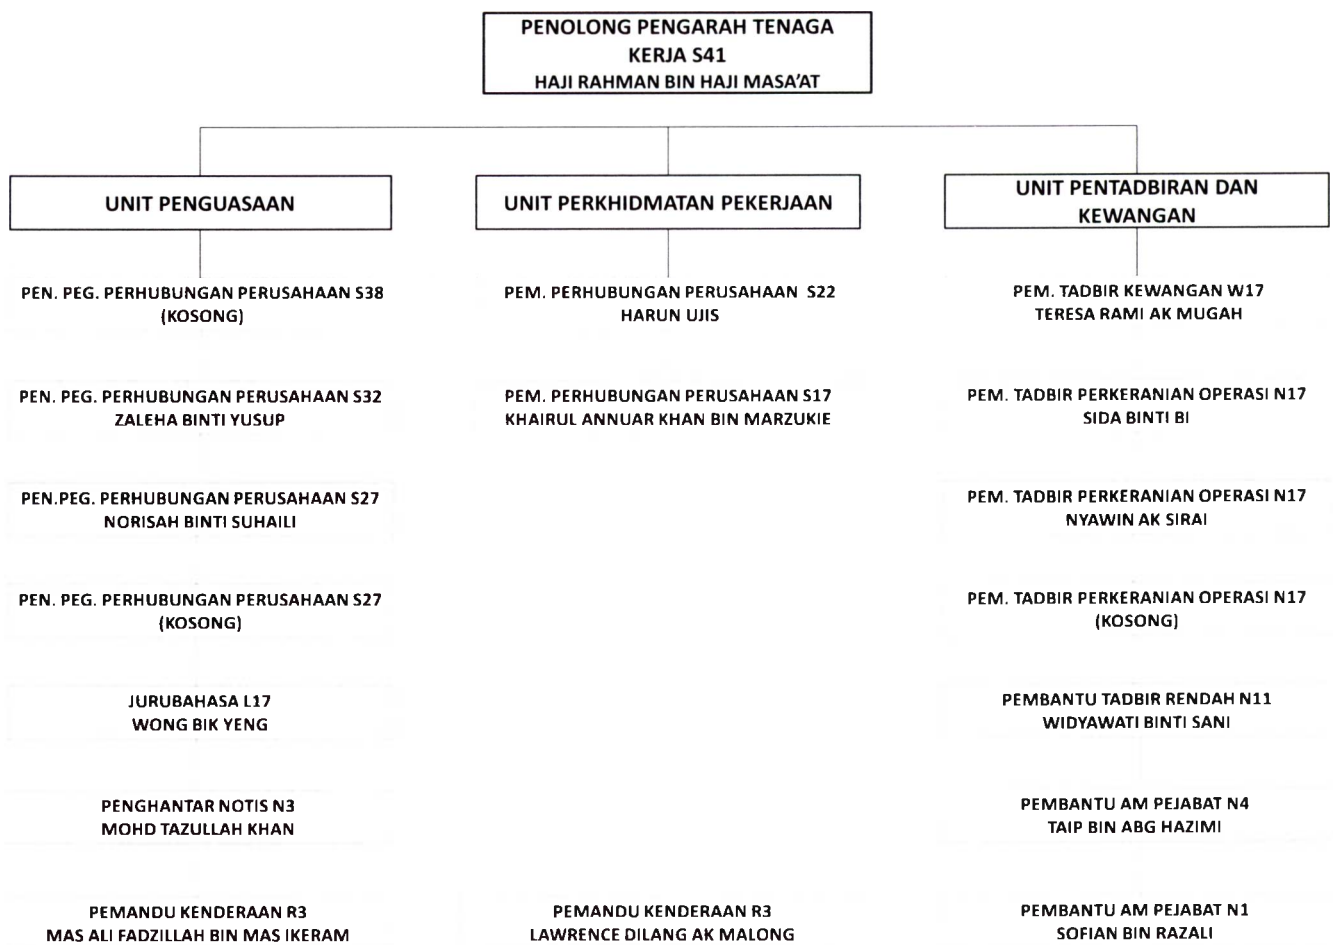 PENOLONG PENGARAH TENAGA
KERJA S41
HAJI RAHMAN BIN HAJI MASA'AT
UNIT PENGUASAAN
PEN. PEG. PERHUBUNGAN PERUSAHAAN S38
(KOSONG)
PEN. PEG. PERHUBUNGAN PERUSAHAAN S32
ZALEHA BINTI YUSUP
PEN.PEG. PERHUBUNGAN PERUSAHAAN S27
NORISAH BINTI SUHAILI
PEN. PEG. PERHUBUNGAN PERUSAHAAN S27
(KOSONG)
JURUBAHASA L17
WONG BIK YENG
PENGHANTAR NOTIS N3
MOHD TAZULLAH KHAN
PEMANDU KENDERAAN R3
MAS ALI FADZILLAH BIN MAS IKERAM
UNIT PERKHIDMATAN PEKERJAAN
PEM. PERHUBUNGAN PERUSAHAAN S22
HARUN UJIS
PEM. PERHUBUNGAN PERUSAHAAN S17
KHAIRUL ANNUAR KHAN BIN MARZUKIE
PEMANDU KENDERAAN R3
LAWRENCE DILANG AK MALONG
UNIT PENTADBIRAN DAN
KEWANGAN
PEM. TADBIR KEWANGAN W17
TERESA RAMI AK MUGAH
PEM. TADBIR PERKERANIAN OPERASI N17
SIDA BINTI BI
PEM. TADBIR PERKERANIAN OPERASI N17
NYAWIN AK SIRAI
PEM. TADBIR PERKERANIAN OPERASI N17
(KOSONG)
PEMBANTU TADBIR RENDAH N11
WIDYAWATI BINTI SANI
PEMBANTU AM PEJABAT N4
TAIP BIN ABG HAZIMI
PEMBANTU AM PEJABAT N1
SOFIAN BIN RAZALI